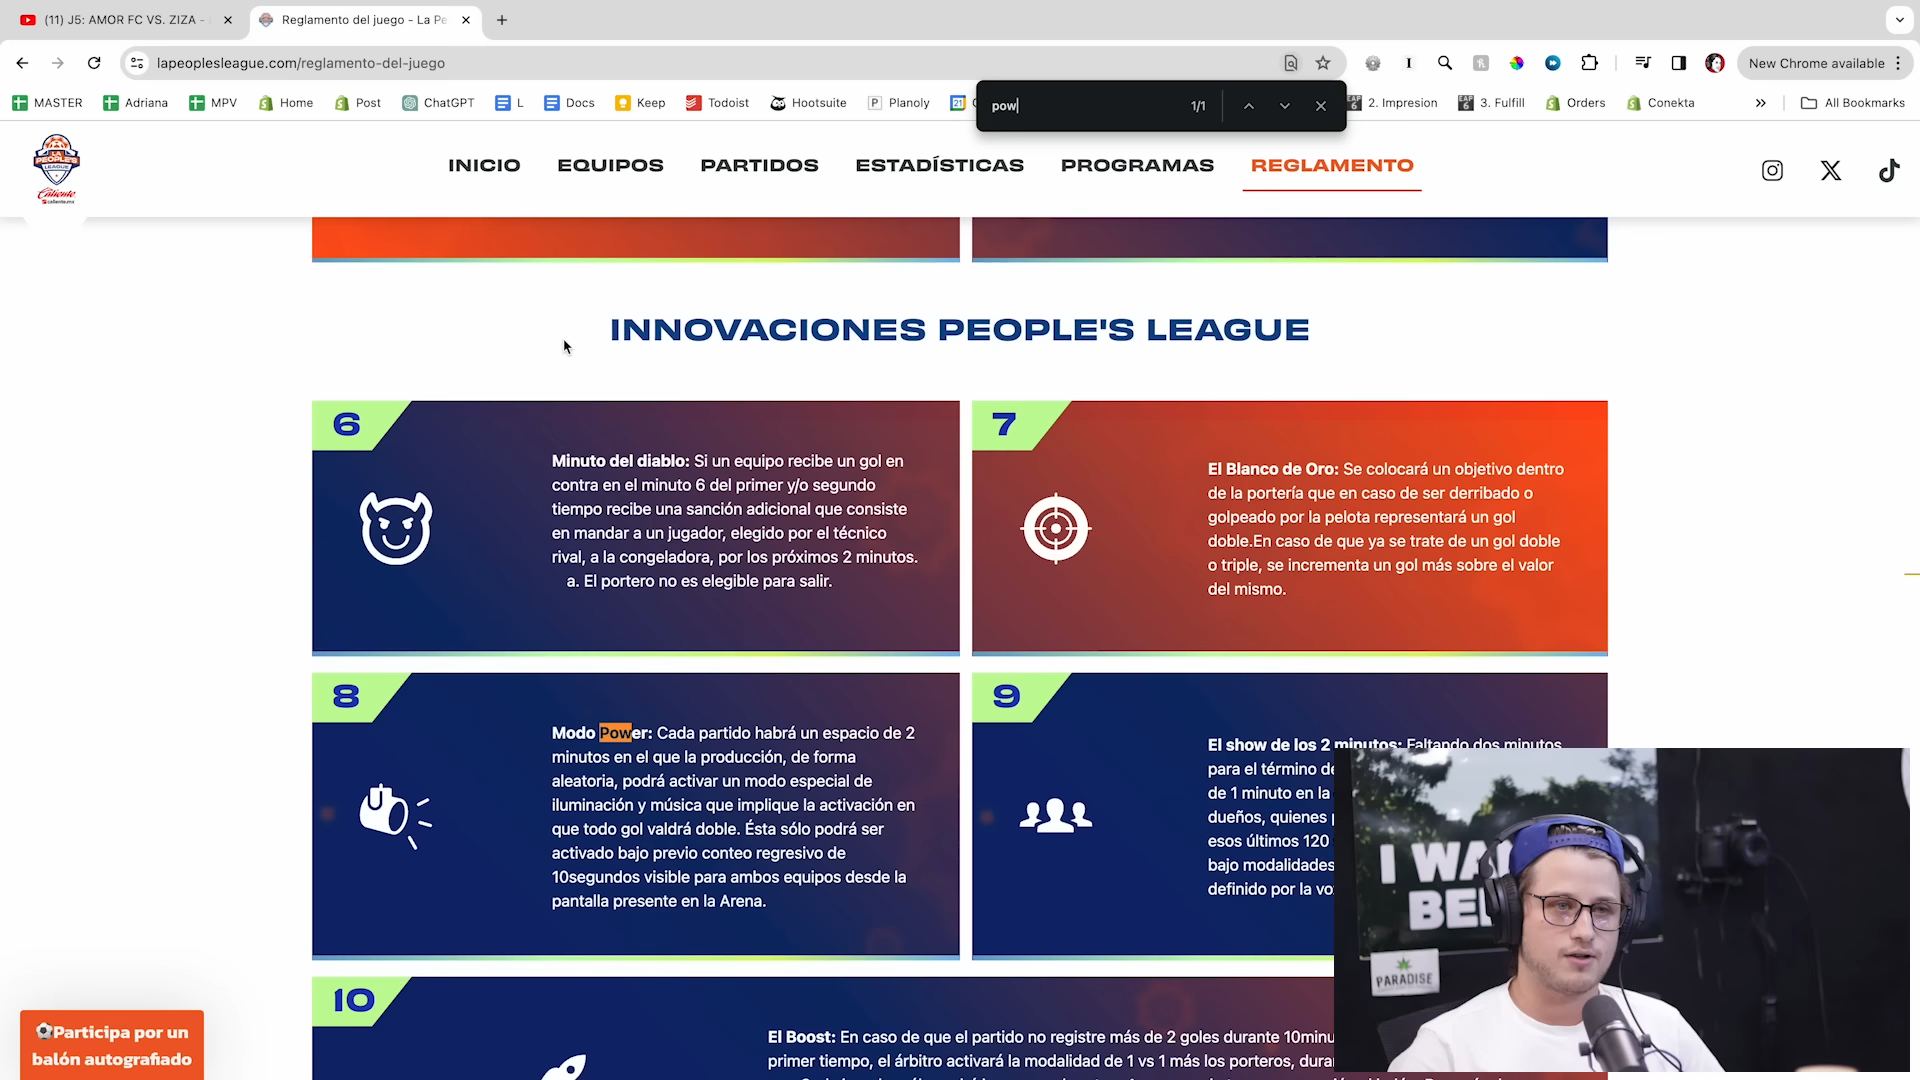 (11) J5: AMOR FC VS. ZIZA -
Reglamento del juego - La Pe
lapeoplesleague.com/reglamento-del-juego
New Chrome available
MASTER
Adriana
MPV
Home
Post
ChatGPT
L
Docs
Keep
Todoist
Hootsuite
Planoly
2. Impresion
3. Fulfill
Orders
Conekta
All Bookmarks
pow
1/1
LA PEOPLE'S LEAGUE
Caliente
caliente.mx
INICIO
EQUIPOS
PARTIDOS
ESTADÍSTICAS
PROGRAMAS
REGLAMENTO
INNOVACIONES PEOPLE'S LEAGUE
6
Minuto del diablo: Si un equipo recibe un gol en
contra en el minuto 6 del primer y/o segundo
tiempo recibe una sanción adicional que consiste
en mandar a un jugador, elegido por el técnico
rival, a la congeladora, por los próximos 2 minutos.
a. El portero no es elegible para salir.
7
El Blanco de Oro: Se colocará un objetivo dentro
de la portería que en caso de ser derribado o
golpeado por la pelota representará un gol
doble.En caso de que ya se trate de un gol doble
o triple, se incrementa un gol más sobre el valor
del mismo.
8
Modo Power: Cada partido habrá un espacio de 2
minutos en el que la producción, de forma
aleatoria, podrá activar un modo especial de
iluminación y música que implique la activación en
que todo gol valdrá doble. Ésta sólo podrá ser
activado bajo previo conteo regresivo de
10segundos visible para ambos equipos desde la
pantalla presente en la Arena.
9
El show de los 2 minutos: Faltando dos minutos
para el término de
de 1 minuto en la
dueños, quienes
esos últimos 120
bajo modalidades
definido por la
10
El Boost: En caso de que el partido no registre más de 2 goles durante
primer tiempo, el árbitro activará la modalidad de 1 vs 1 más los porteros,
Participa por un
balón autografiado
I WA
BEL
PARADISE